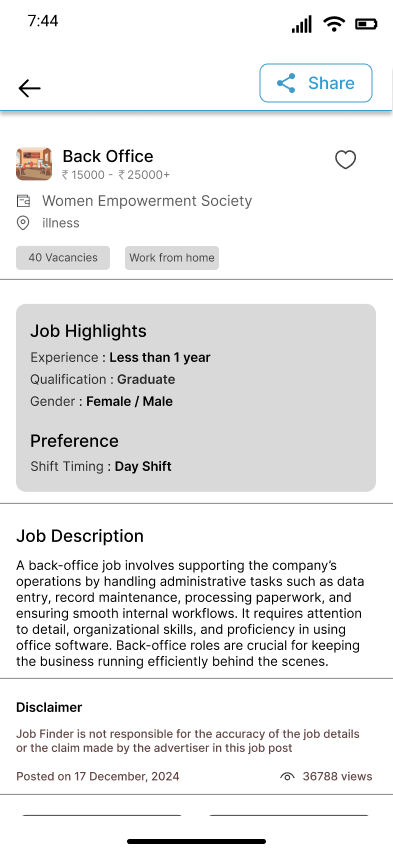 7:44
Share
Back Office
₹ 15000 - ₹ 25000+
Women Empowerment Society
illness
40 Vacancies
Work from home
Job Highlights
Experience : Less than 1 year
Qualification : Graduate
Gender : Female / Male
Preference
Shift Timing : Day Shift
Job Description
A back-office job involves supporting the company’s
operations by handling administrative tasks such as data
entry, record maintenance, processing paperwork, and
ensuring smooth internal workflows. It requires attention
to detail, organizational skills, and proficiency in using
office software. Back-office roles are crucial for keeping
the business running efficiently behind the scenes.
Disclaimer
Job Finder is not responsible for the accuracy of the job details
or the claim made by the advertiser in this job post
Posted on 17 December, 2024
36788 views